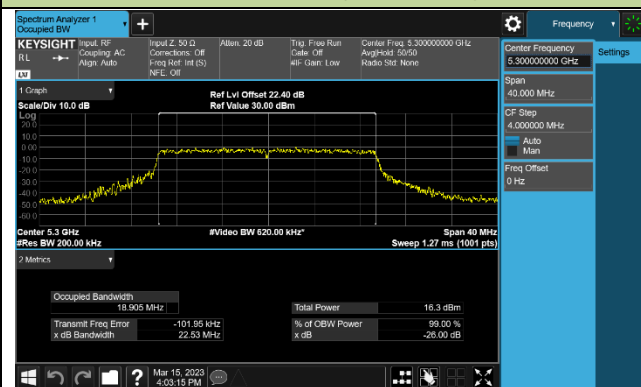 Spectrum Analyzer 1
Occupied BW
Frequency
KEYSIGHT
RL
LXI
Input: RF
Coupling: AC
Align: Auto
Input Z: 50 Ω
Corrections: Off
Freq Ref: Int (S)
NFE: Off
Atten: 20 dB
Trig: Free Run
Gate: Off
#IF Gain: Low
Center Freq: 5.300000000 GHz
Avg|Hold: 50/50
Radio Std: None
Center Frequency
5.300000000 GHz
Settings
Span
40.000 MHz
CF Step
4.000000 MHz
Auto
Man
Freq Offset
0 Hz
1 Graph
Scale/Div 10.0 dB
Ref Lvl Offset 22.40 dB
Ref Value 30.00 dBm
Log
20.0
10.0
0.00
-10.0
-20.0
-30.0
-40.0
-50.0
-60.0
Center 5.3 GHz
#Video BW 620.00 kHz*
Span 40 MHz
#Res BW 200.00 kHz
Sweep 1.27 ms (1001 pts)
2 Metrics
Occupied Bandwidth
18.905 MHz
Total Power
16.3 dBm
Transmit Freq Error
-101.95 kHz
% of OBW Power
99.00 %
x dB Bandwidth
22.53 MHz
x dB
-26.00 dB
?
Mar 15, 2023
4:03:15 PM